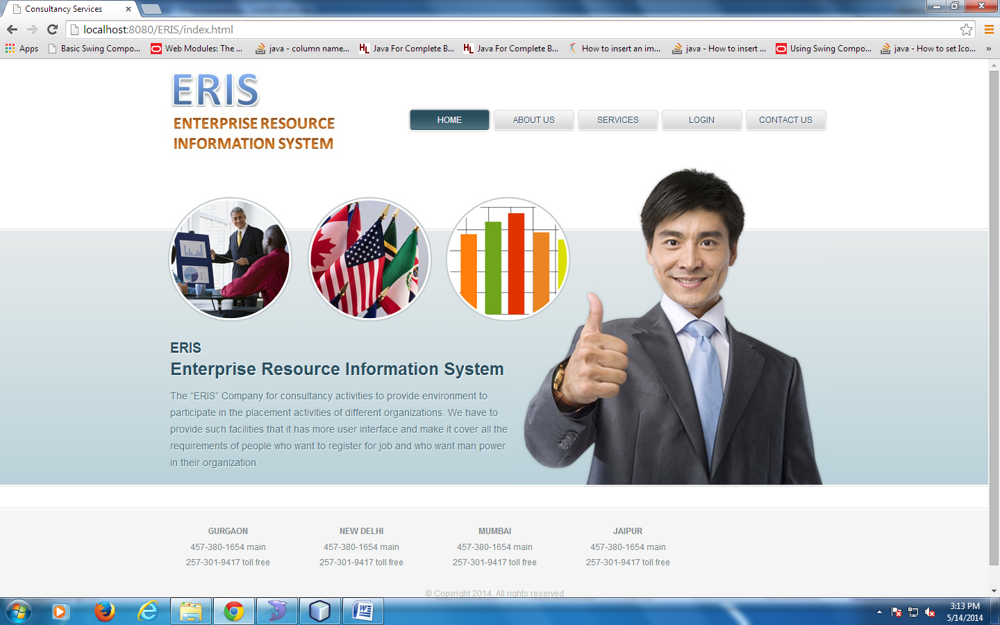 Consultancy Services
localhost:8080/ERIS/index.html
Apps
Basic Swing Compo...
Web Modules: The ...
java - column name...
Java For Complete B...
Java For Complete B...
How to insert an im...
java - How to insert ...
Using Swing Compo...
java - How to set Ico...
»
ERIS
ENTERPRISE RESOURCE
INFORMATION SYSTEM
HOME
ABOUT US
SERVICES
LOGIN
CONTACT US
ERIS
Enterprise Resource Information System
The “ERIS” Company for consultancy activities to provide environment to
participate in the placement activities of different organizations. We have to
provide such facilities that it has more user interface and make it cover all the
requirements of people who want to register for job and who want man power
in their organization.
GURGAON
457-380-1654 main
257-301-9417 toll free
NEW DELHI
457-380-1654 main
257-301-9417 toll free
MUMBAI
457-380-1654 main
257-301-9417 toll free
JAIPUR
457-380-1654 main
257-301-9417 toll free
© Copyright 2014. All rights reserved
3:13 PM
5/14/2014